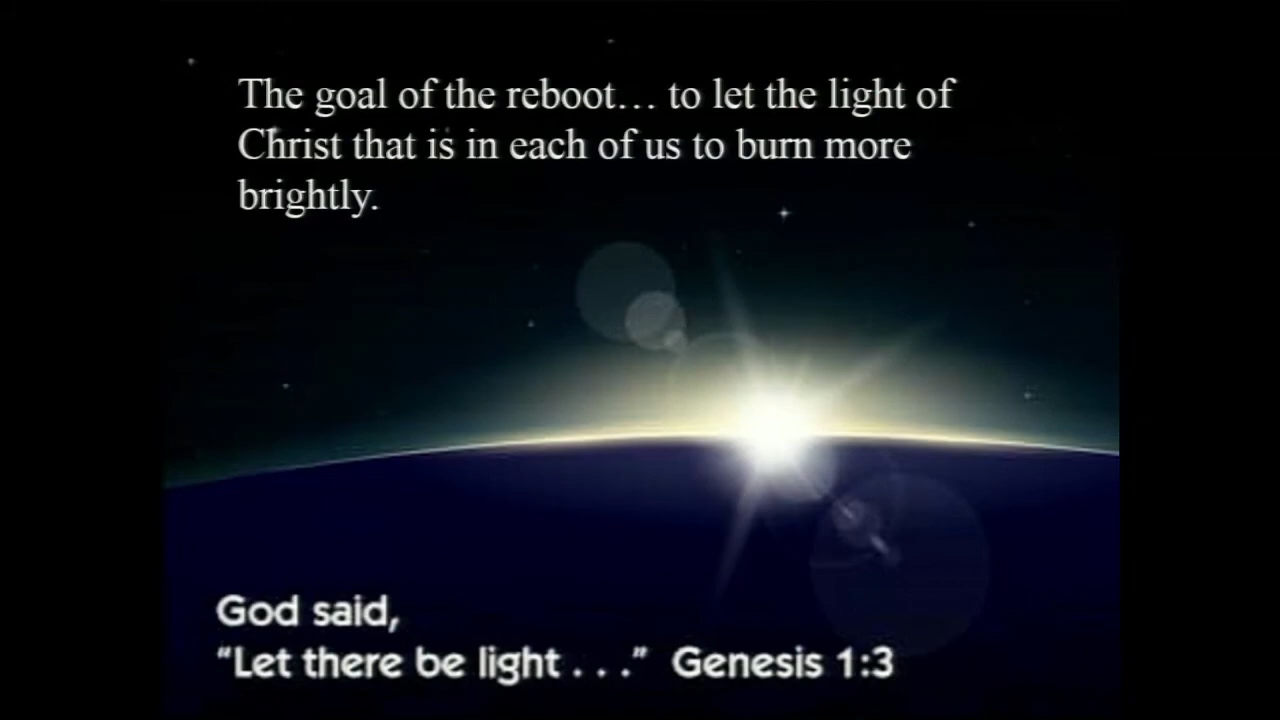 The goal of the reboot… to let the light of
Christ that is in each of us to burn more
brightly.
God said,
“Let there be light . . .” Genesis 1:3